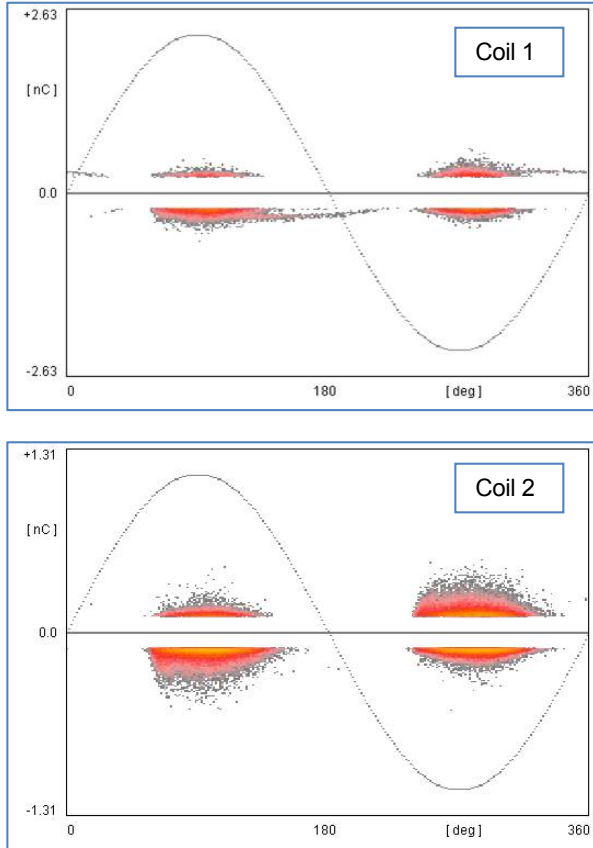 +2.63
Coil 1
[ nC ]
0.0
-2.63
0 180 [ deg ] 360
+1.31
Coil 2
[ nC ]
0.0
-1.31
0 180 [ deg ] 360